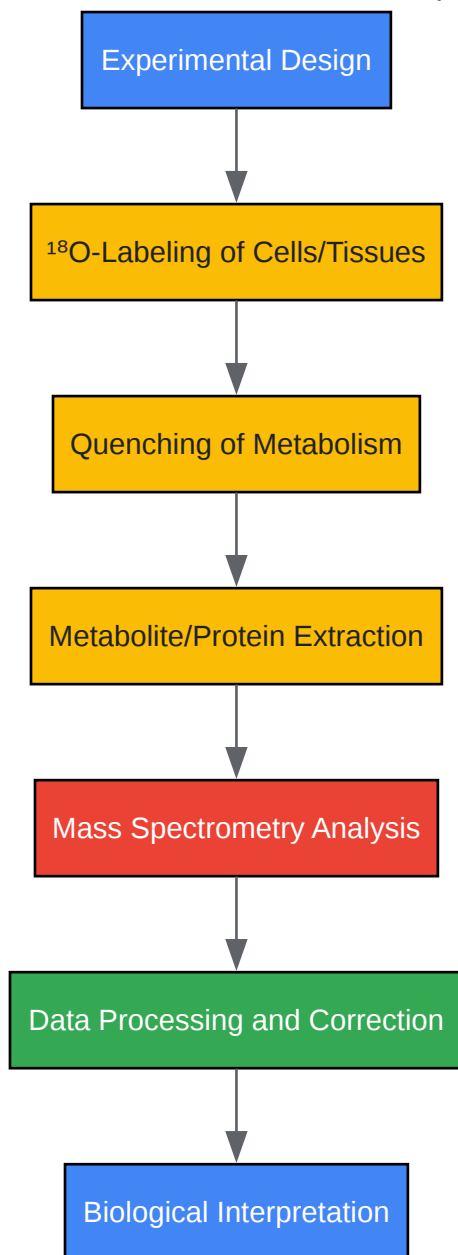 Experimental Design
¹⁸O-Labeling of Cells/Tissues
Quenching of Metabolism
Metabolite/Protein Extraction
Mass Spectrometry Analysis
Data Processing and Correction
Biological Interpretation